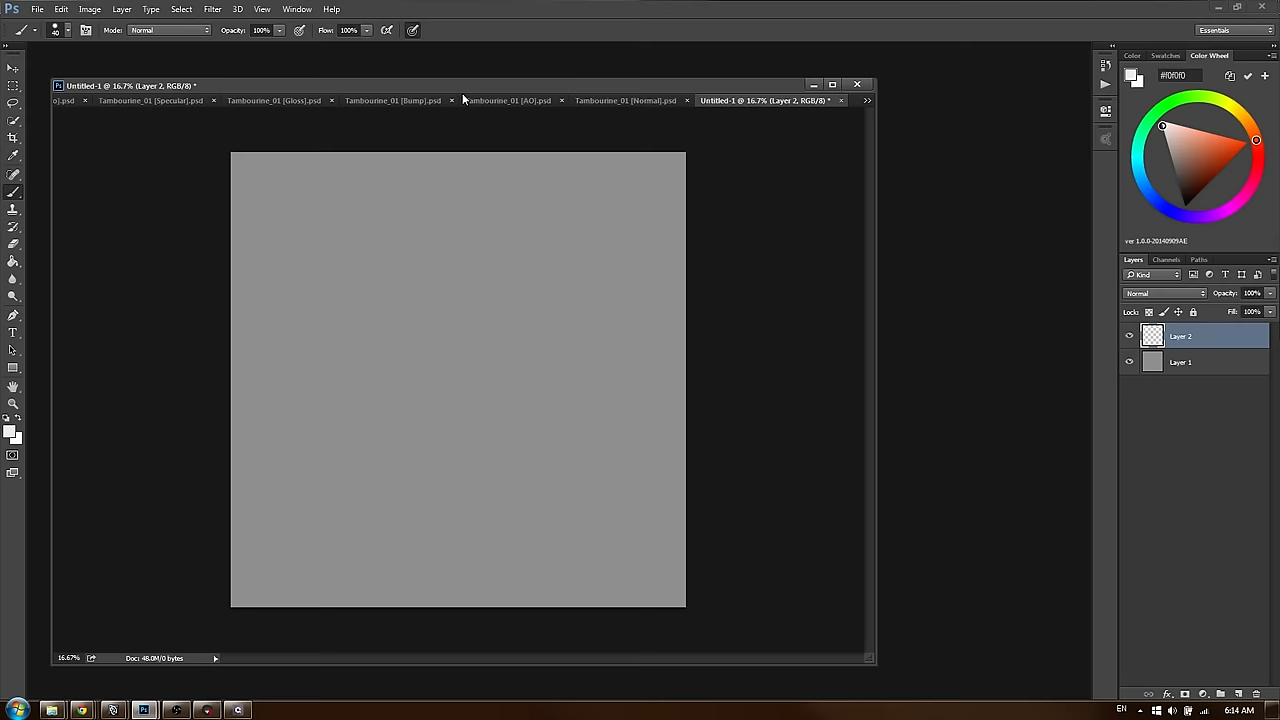 Ps File Edit Image Layer Type Select Filter 3D View Window Help
40 Mode: Normal Opacity: 100% Flow: 100% Essentials
Color Swatches Color Wheel
#f0f0f0
Untitled-1 @ 16.7% (Layer 2, RGB/8) *
o].psd × Tambourine_01 [Specular].psd × Tambourine_01 [Gloss].psd × Tambourine_01 [Bump].psd × Tambourine_01 [AO].psd × Tambourine_01 [Normal].psd × Untitled-1 @ 16.7% (Layer 2, RGB/8) * ×
ver 1.0.0-20140909AE
Layers Channels Paths
Kind
Normal Opacity: 100%
Lock: Fill: 100%
Layer 2
Layer 1
16.67% Doc: 48.0M/0 bytes
EN 6:14 AM